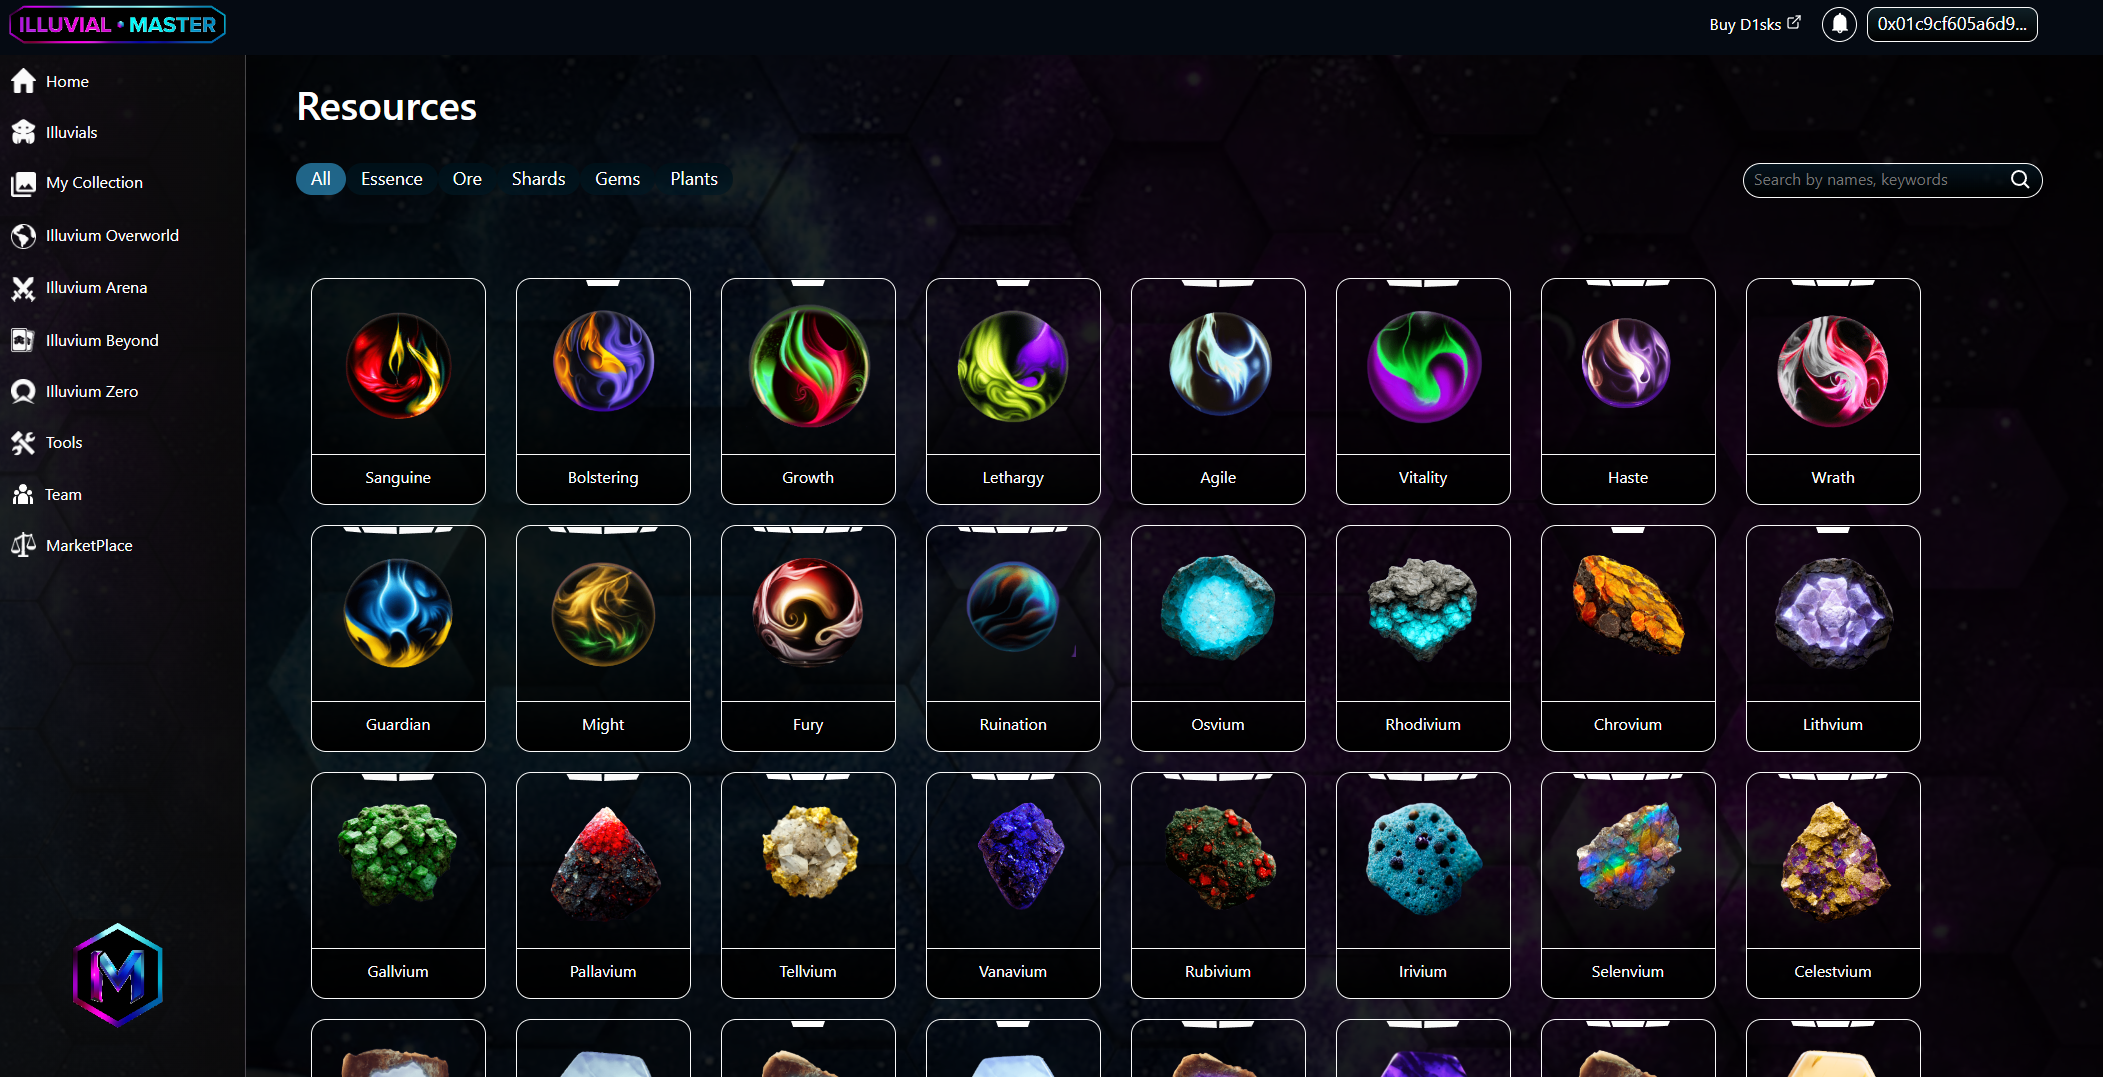 ILLUVIAL • MASTER
Buy D1sks
0x01c9cf605a6d9...
Home
Illuvials
My Collection
Illuvium Overworld
Illuvium Arena
Illuvium Beyond
Illuvium Zero
Tools
Team
MarketPlace
M
Resources
All Essence Ore Shards Gems Plants
Search by names, keywords
Sanguine Bolstering Growth Lethargy Agile Vitality Haste Wrath
Guardian Might Fury Ruination Osvium Rhodivium Chrovium Lithvium
Gallvium Pallavium Tellvium Vanavium Rubivium Irivium Selenvium Celestvium